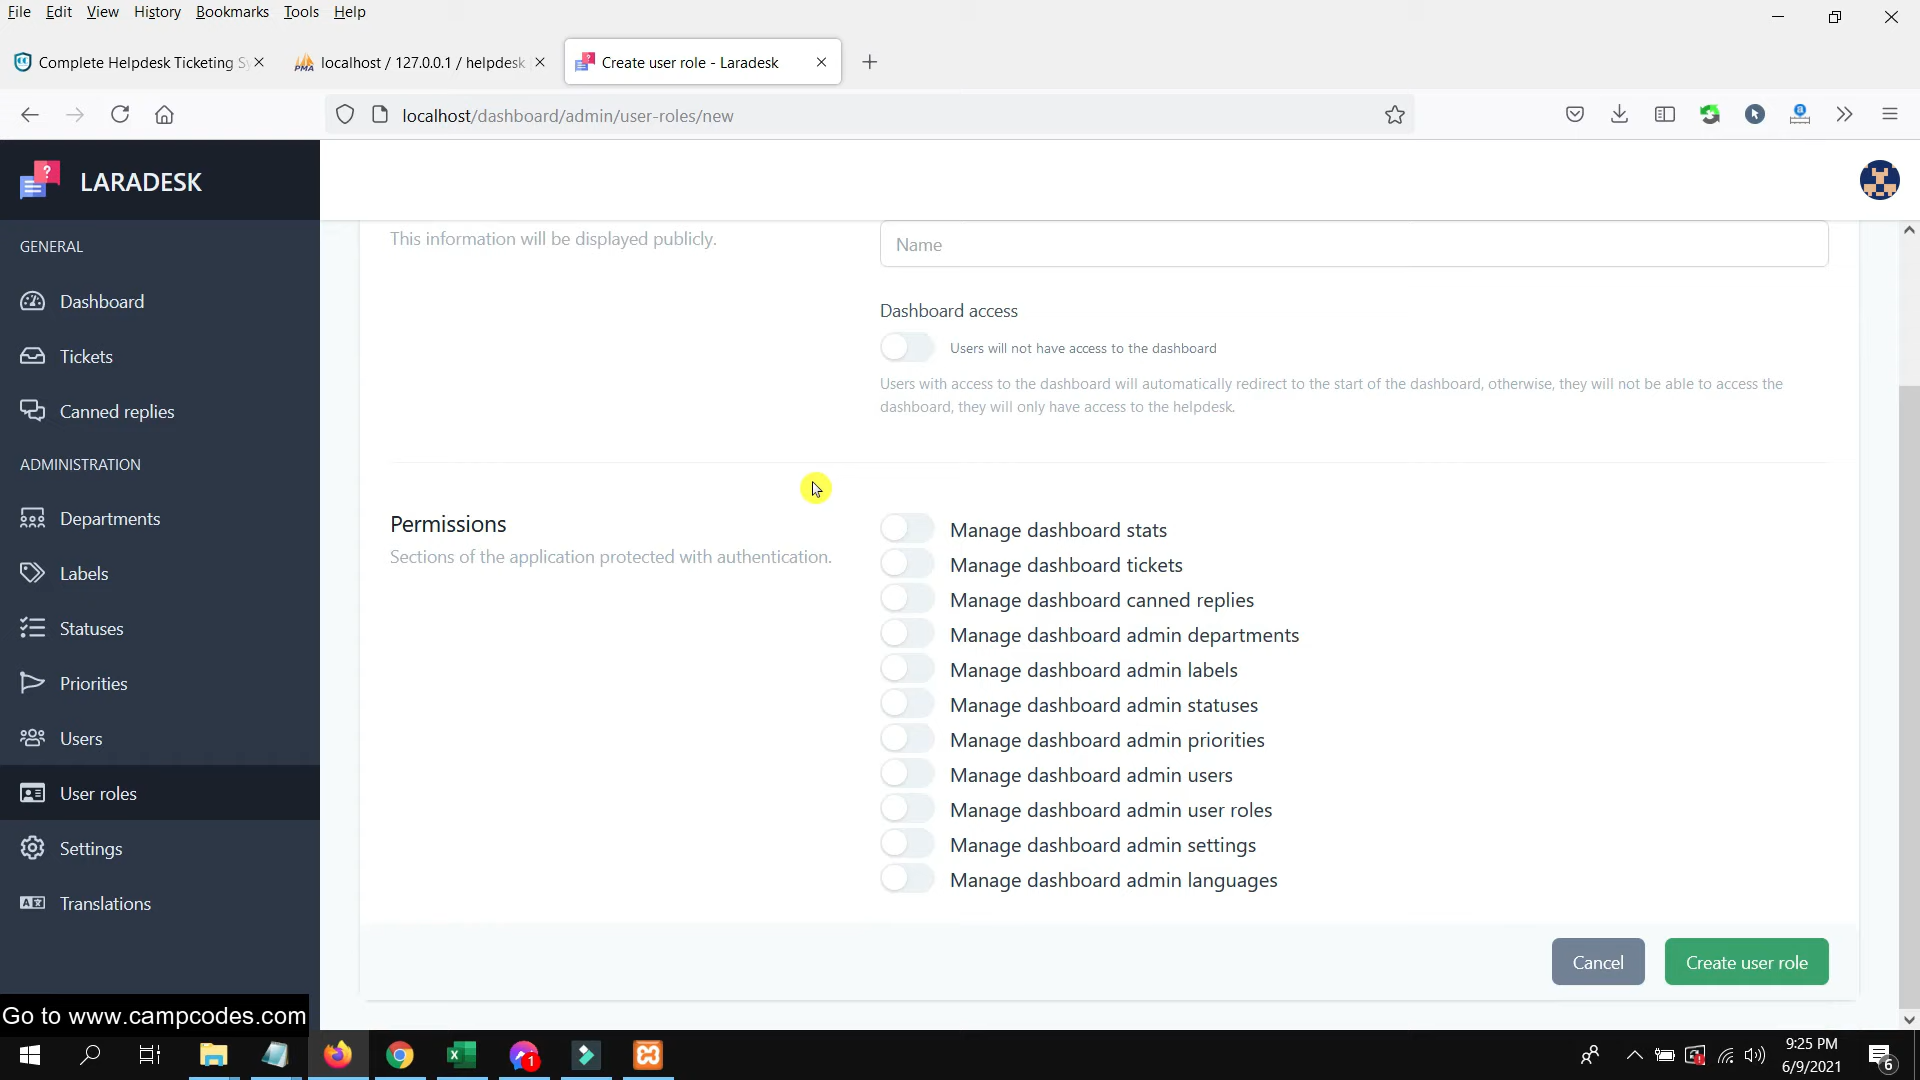 File Edit View History Bookmarks Tools Help
Complete Helpdesk Ticketing S
localhost / 127.0.0.1 / helpdesk
Create user role - Laradesk
localhost/dashboard/admin/user-roles/new
LARADESK
GENERAL
Dashboard
Tickets
Canned replies
ADMINISTRATION
Departments
Labels
Statuses
Priorities
Users
User roles
Settings
Translations
This information will be displayed publicly.
Name
Dashboard access
Users will not have access to the dashboard
Users with access to the dashboard will automatically redirect to the start of the dashboard, otherwise, they will not be able to access the
dashboard, they will only have access to the helpdesk.
Permissions
Sections of the application protected with authentication.
Manage dashboard stats
Manage dashboard tickets
Manage dashboard canned replies
Manage dashboard admin departments
Manage dashboard admin labels
Manage dashboard admin statuses
Manage dashboard admin priorities
Manage dashboard admin users
Manage dashboard admin user roles
Manage dashboard admin settings
Manage dashboard admin languages
Cancel
Create user role
Go to www.campcodes.com
1
9:25 PM
6/9/2021
6